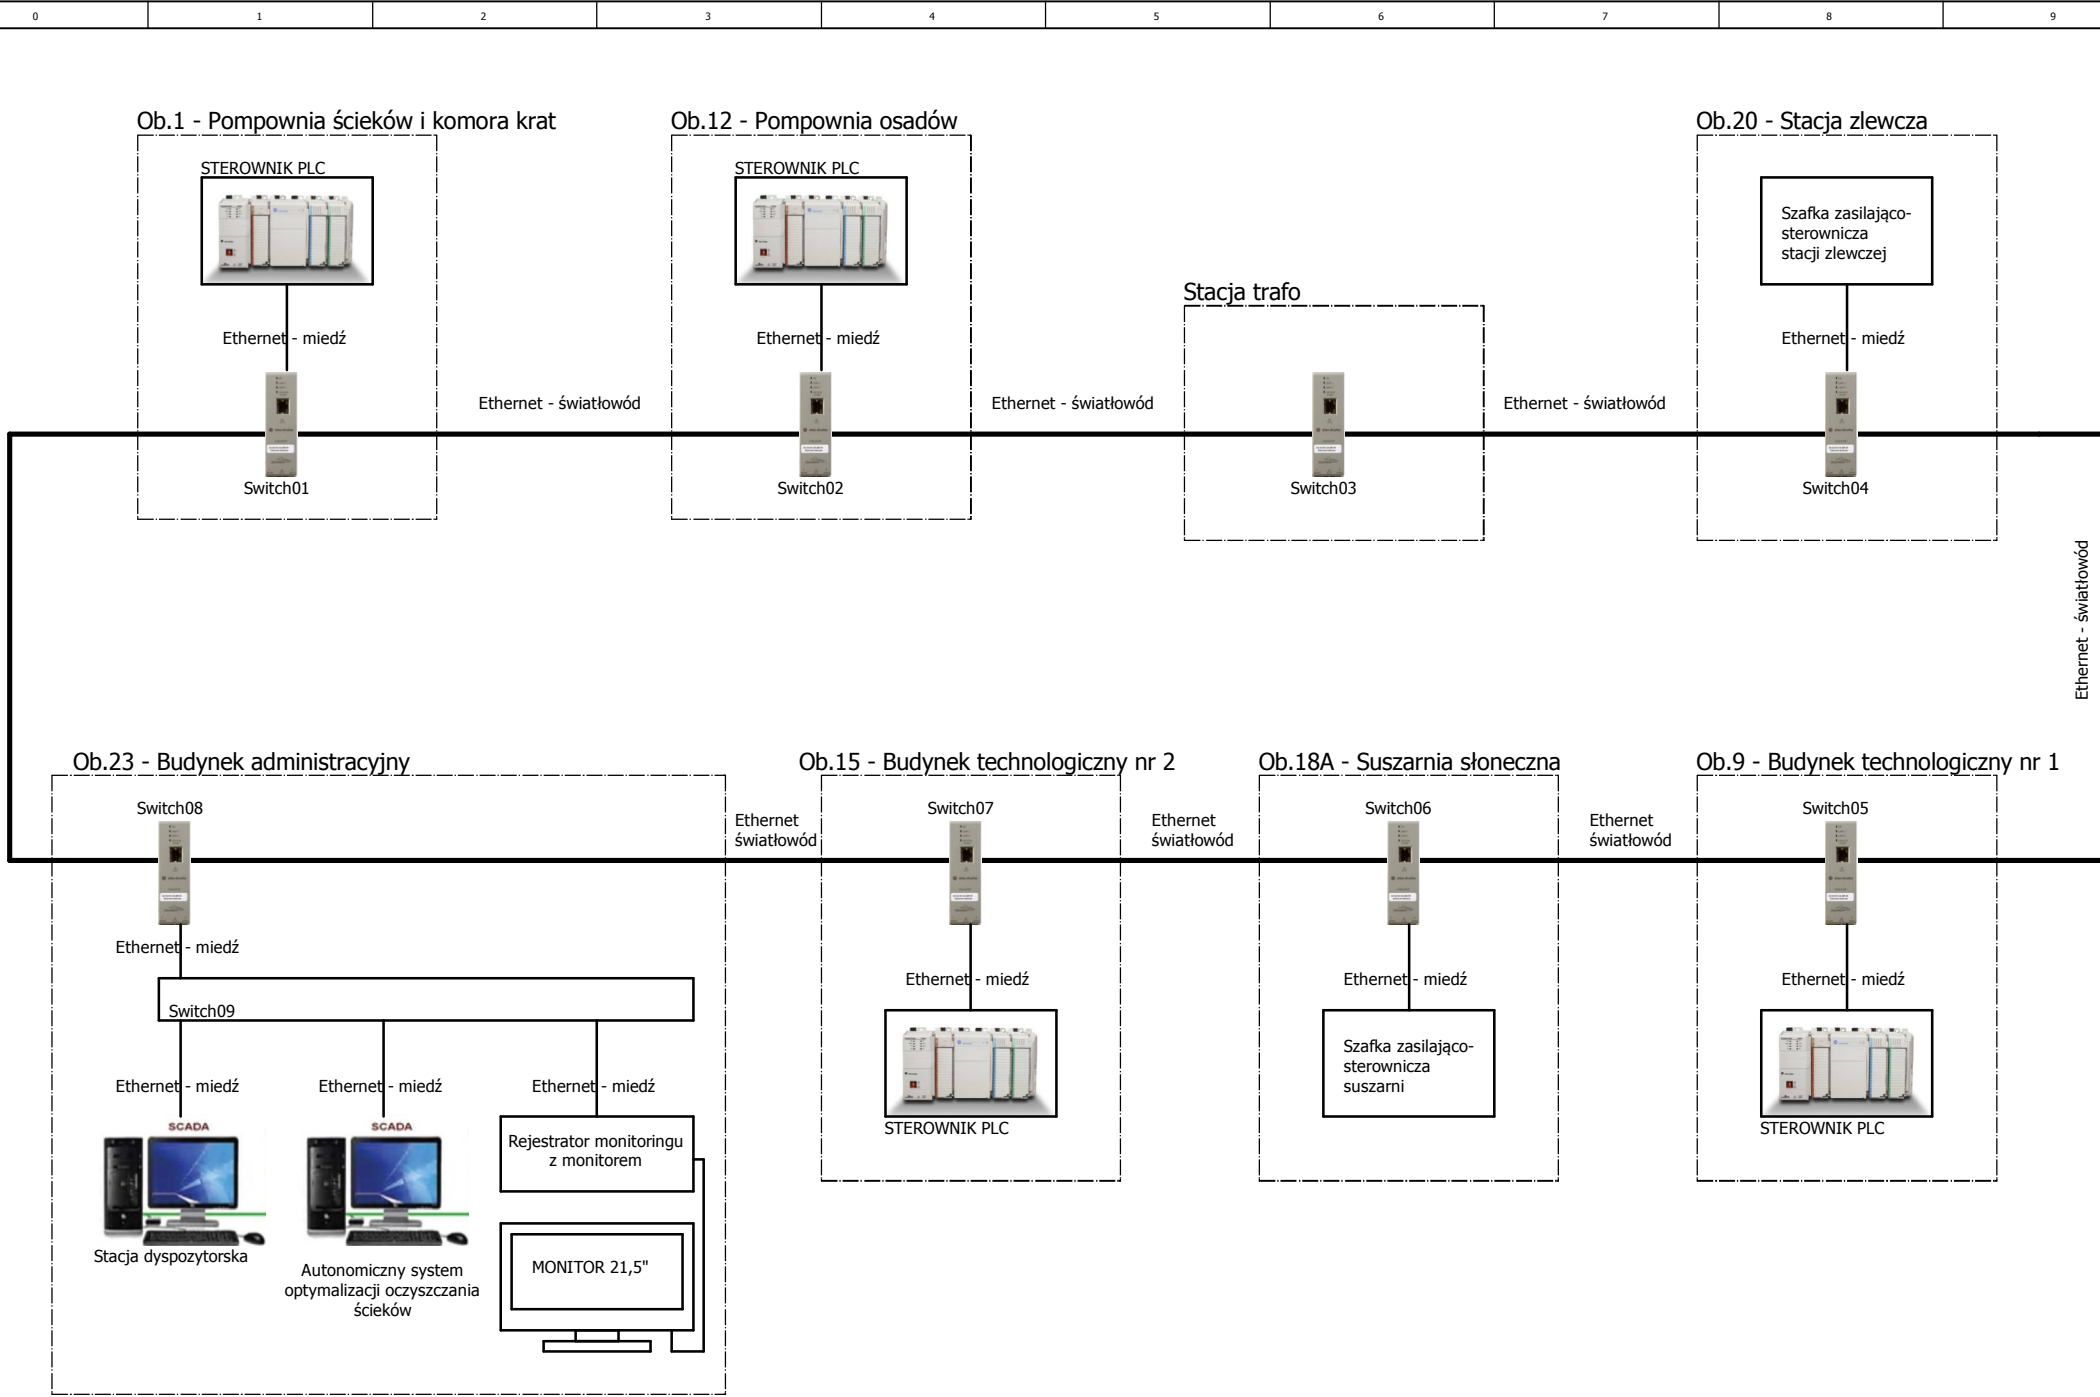 0 1 2 3 4 5 6 7 8 9
Ob.1 - Pompownia ścieków i komora krat
Ob.12 - Pompownia osadów
Ob.20 - Stacja zlewcza
STEROWNIK PLC
STEROWNIK PLC
Szafka zasilająco-
sterownicza
stacji zlewczej
Stacja trafo
Ethernet - miedź
Ethernet - miedź
Ethernet - miedź
Ethernet - światłowód
Ethernet - światłowód
Ethernet - światłowód
Switch01
Switch02
Switch03
Switch04
Ethernet - światłowód
Ob.23 - Budynek administracyjny
Ob.15 - Budynek technologiczny nr 2
Ob.18A - Suszarnia słoneczna
Ob.9 - Budynek technologiczny nr 1
Switch08
Switch07
Switch06
Switch05
Ethernet
światłowód
Ethernet
światłowód
Ethernet
światłowód
Ethernet - miedź
Ethernet - miedź
Ethernet - miedź
Ethernet - miedź
Switch09
Szafka zasilająco-
sterownicza
suszarni
Ethernet - miedź
Ethernet - miedź
Ethernet - miedź
STEROWNIK PLC
STEROWNIK PLC
SCADA
SCADA
Rejestrator monitoringu
z monitorem
Stacja dyspozytorska
Autonomiczny system
optymalizacji oczyszczania
ścieków
MONITOR 21,5"